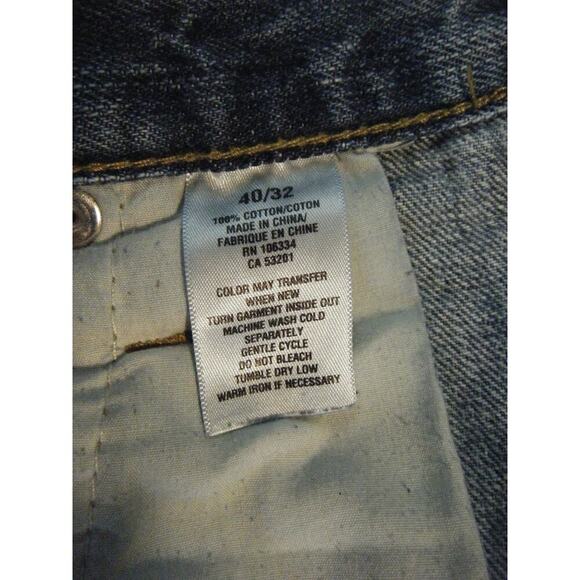 40/32
100% COTTON/COTON
MADE IN CHINA/
FABRIQUE EN CHINE
RN 106334
CA 53201
COLOR MAY TRANSFER
WHEN NEW
TURN GARMENT INSIDE OUT
MACHINE WASH COLD
SEPARATELY
GENTLE CYCLE
DO NOT BLEACH
TUMBLE DRY LOW
WARM IRON IF NECESSARY